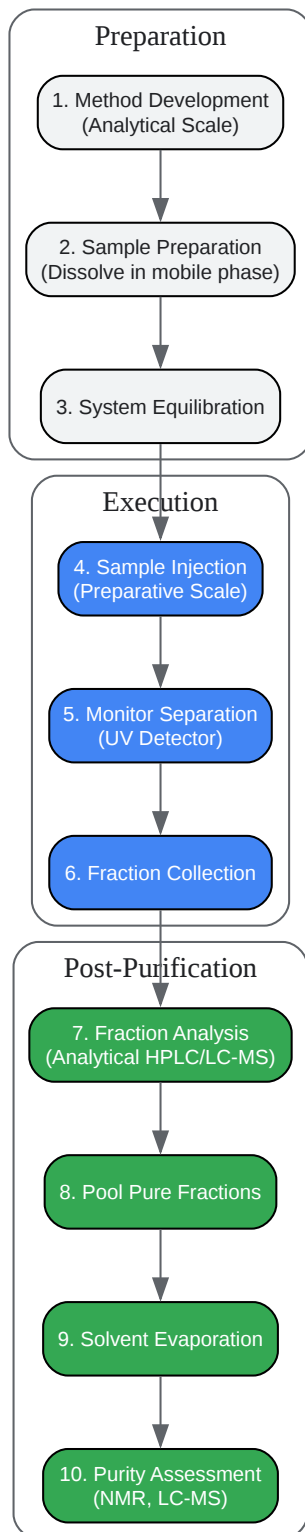 Preparation
1. Method Development
(Analytical Scale)
2. Sample Preparation
(Dissolve in mobile phase)
3. System Equilibration
Execution
4. Sample Injection
(Preparative Scale)
5. Monitor Separation
(UV Detector)
6. Fraction Collection
Post-Purification
7. Fraction Analysis
(Analytical HPLC/LC-MS)
8. Pool Pure Fractions
9. Solvent Evaporation
10. Purity Assessment
(NMR, LC-MS)